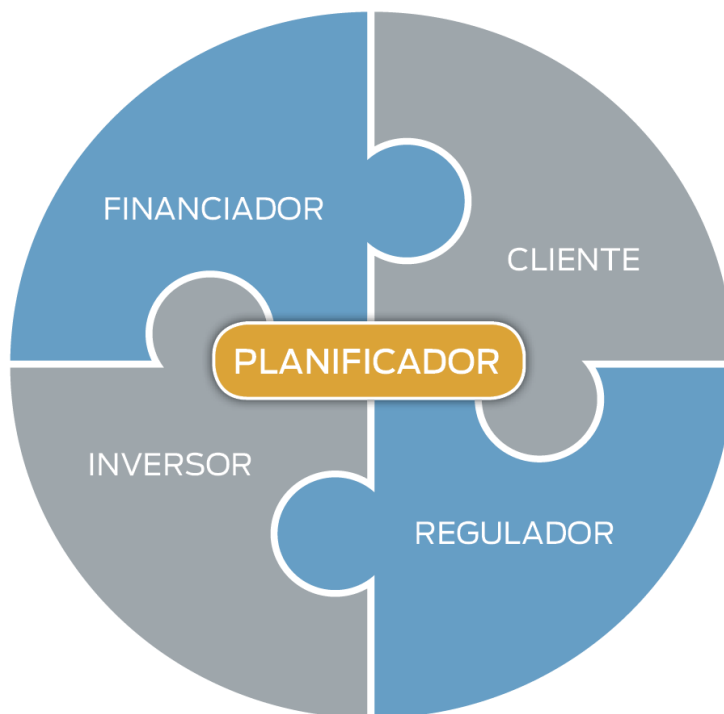 FINANCIADOR
CLIENTE
PLANIFICADOR
INVERSOR
REGULADOR